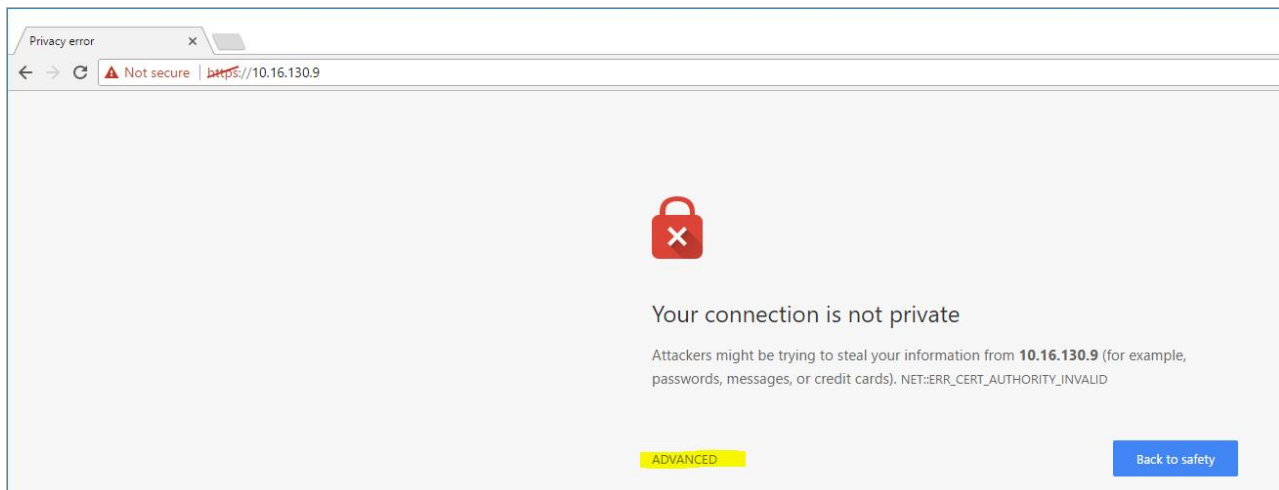 Privacy error
Not secure | https://10.16.130.9
Your connection is not private
Attackers might be trying to steal your information from 10.16.130.9 (for example,
passwords, messages, or credit cards). NET::ERR_CERT_AUTHORITY_INVALID
ADVANCED
Back to safety